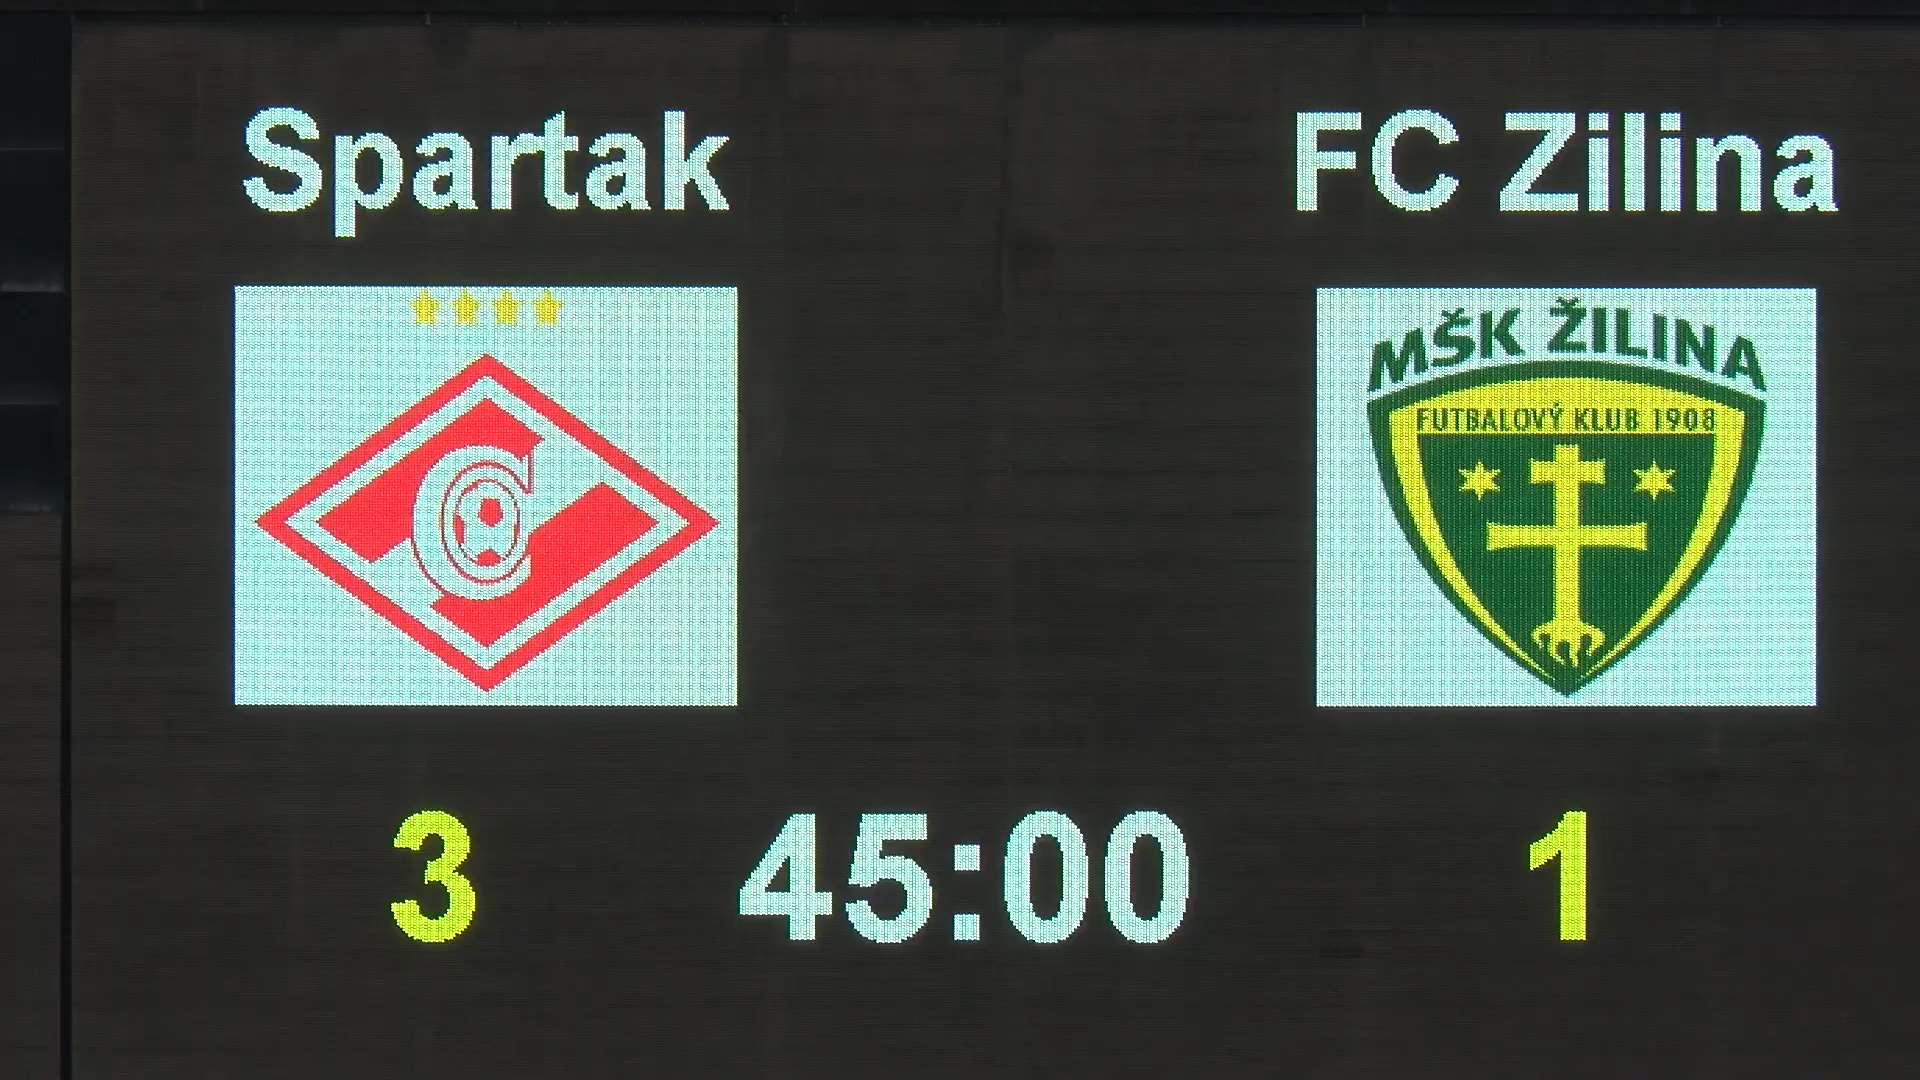 Spartak
FC Zilina
MŠK ŽILINA
FUTBALOVÝ KLUB 1908
3 45:00 1